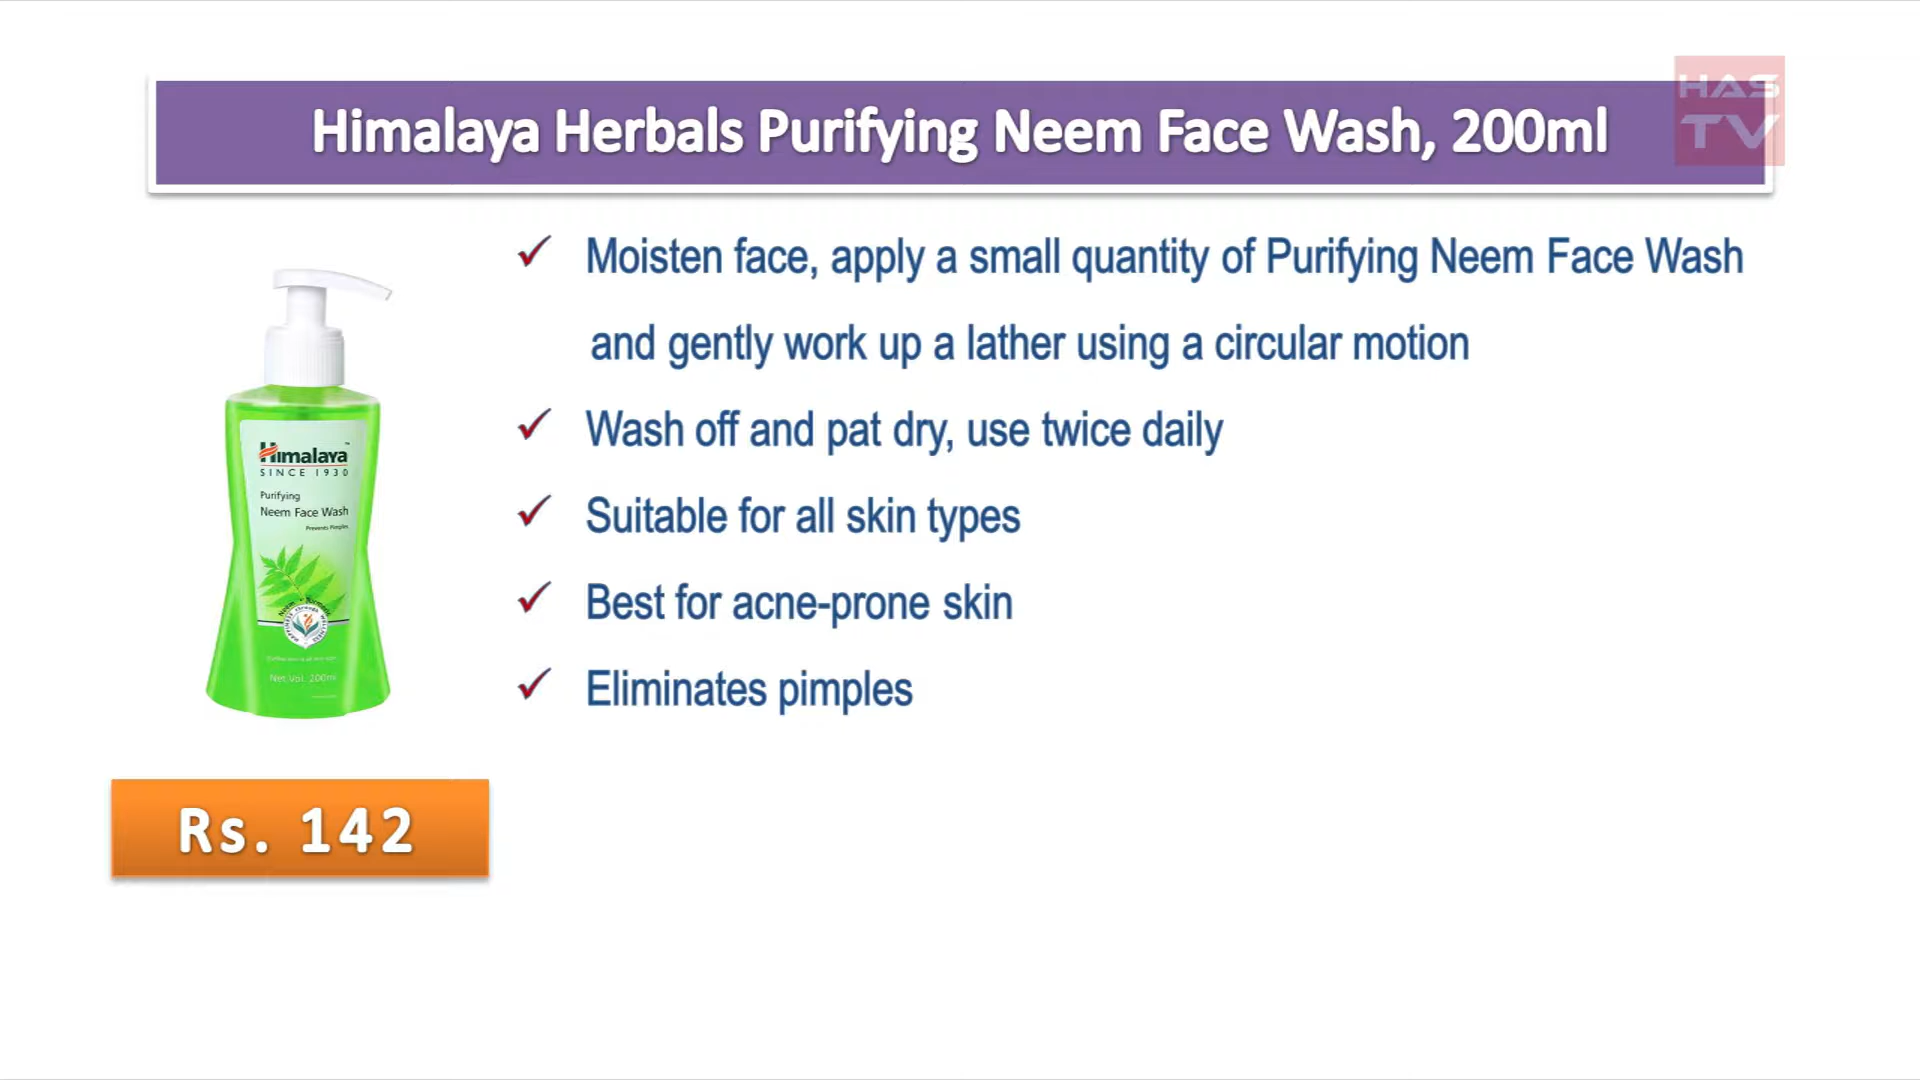 Himalaya Herbals Purifying Neem Face Wash, 200ml
HAS
TV
Moisten face, apply a small quantity of Purifying Neem Face Wash
and gently work up a lather using a circular motion
Wash off and pat dry, use twice daily
Suitable for all skin types
Best for acne-prone skin
Eliminates pimples
Himalaya
SINCE 1930
Purifying
Neem Face Wash
Prevents Pimples
Net Vol. 200ml
Rs. 142